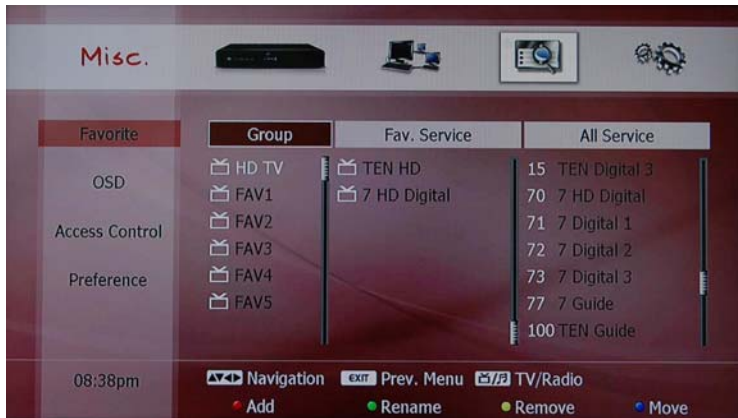 Misc.
Favorite
OSD
Access Control
Preference
08:38pm
Group
HD TV
FAV1
FAV2
FAV3
FAV4
FAV5
Fav. Service
TEN HD
7 HD Digital
All Service
15 TEN Digital 3
70 7 HD Digital
71 7 Digital 1
72 7 Digital 2
73 7 Digital 3
77 7 Guide
100 TEN Guide
Navigation EXIT Prev. Menu TV/Radio
Add Rename Remove Move